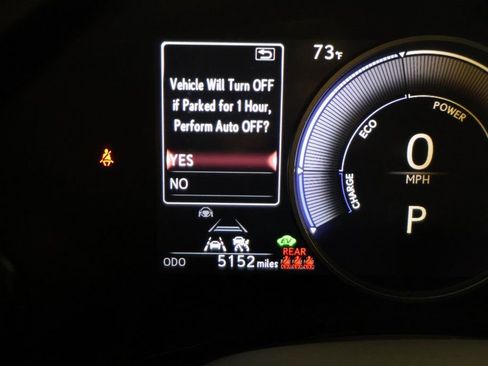 73°F
Vehicle Will Turn OFF
if Parked for 1 Hour,
Perform Auto OFF?
YES
NO
POWER
ECO
CHARGE
0
MPH
P
EV
REAR
ODO 5152 miles